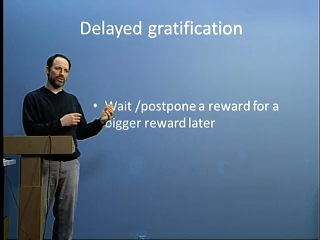 Delayed gratification
• Wait /postpone a reward for a
bigger reward later